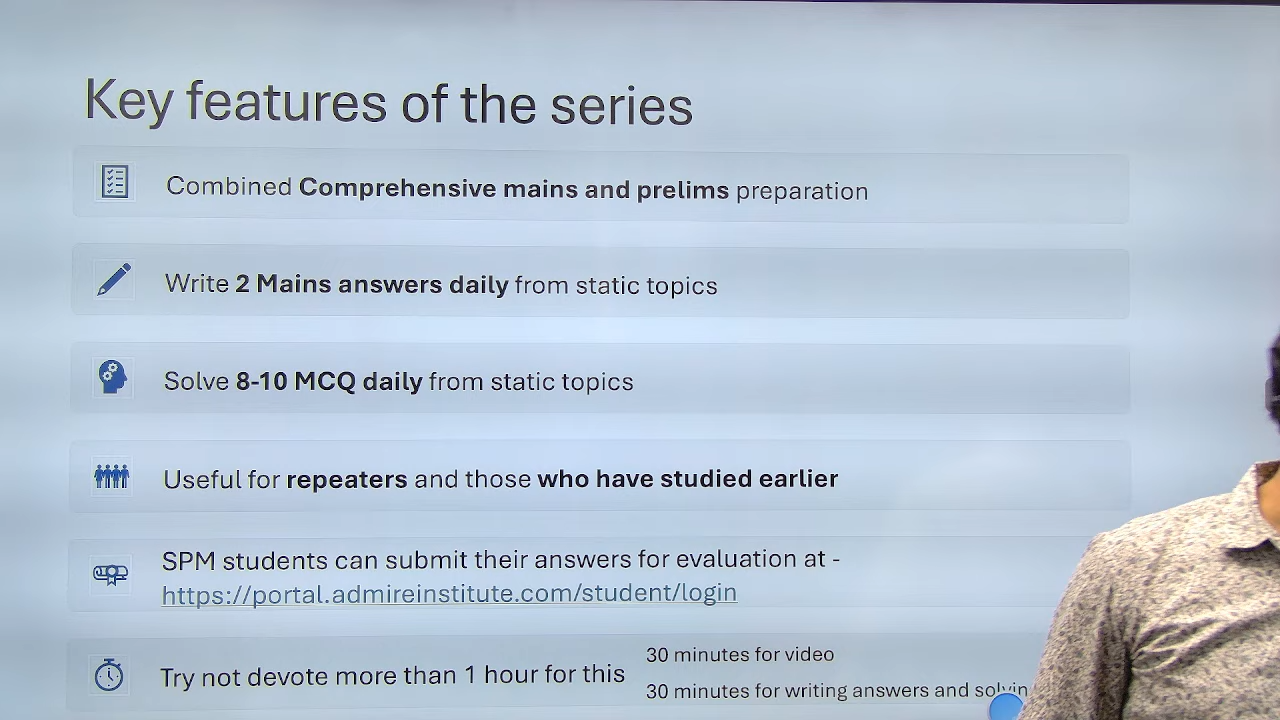 Key features of the series
Combined Comprehensive mains and prelims preparation
Write 2 Mains answers daily from static topics
Solve 8-10 MCQ daily from static topics
Useful for repeaters and those who have studied earlier
SPM students can submit their answers for evaluation at -
https://portal.admireinstitute.com/student/login
Try not devote more than 1 hour for this
30 minutes for video
30 minutes for writing answers and